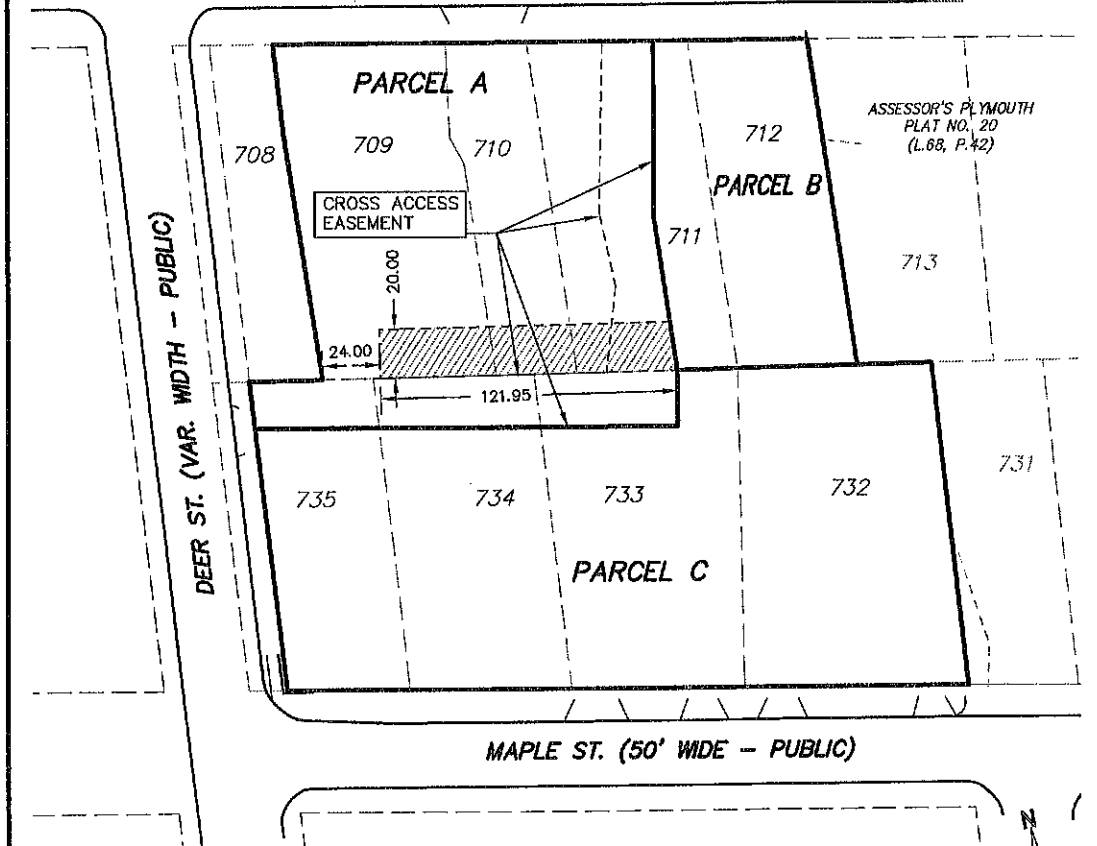 PARCEL A
ASSESSOR'S PLYMOUTH
PLAT NO. 20
(L.68, P.42)
708
709
710
712
PARCEL B
CROSS ACCESS
EASEMENT
711
713
20.00
24.00
121.95
DEER ST. (VAR. WIDTH - PUBLIC)
735
734
733
732
731
PARCEL C
MAPLE ST. (50' WIDE - PUBLIC)
N